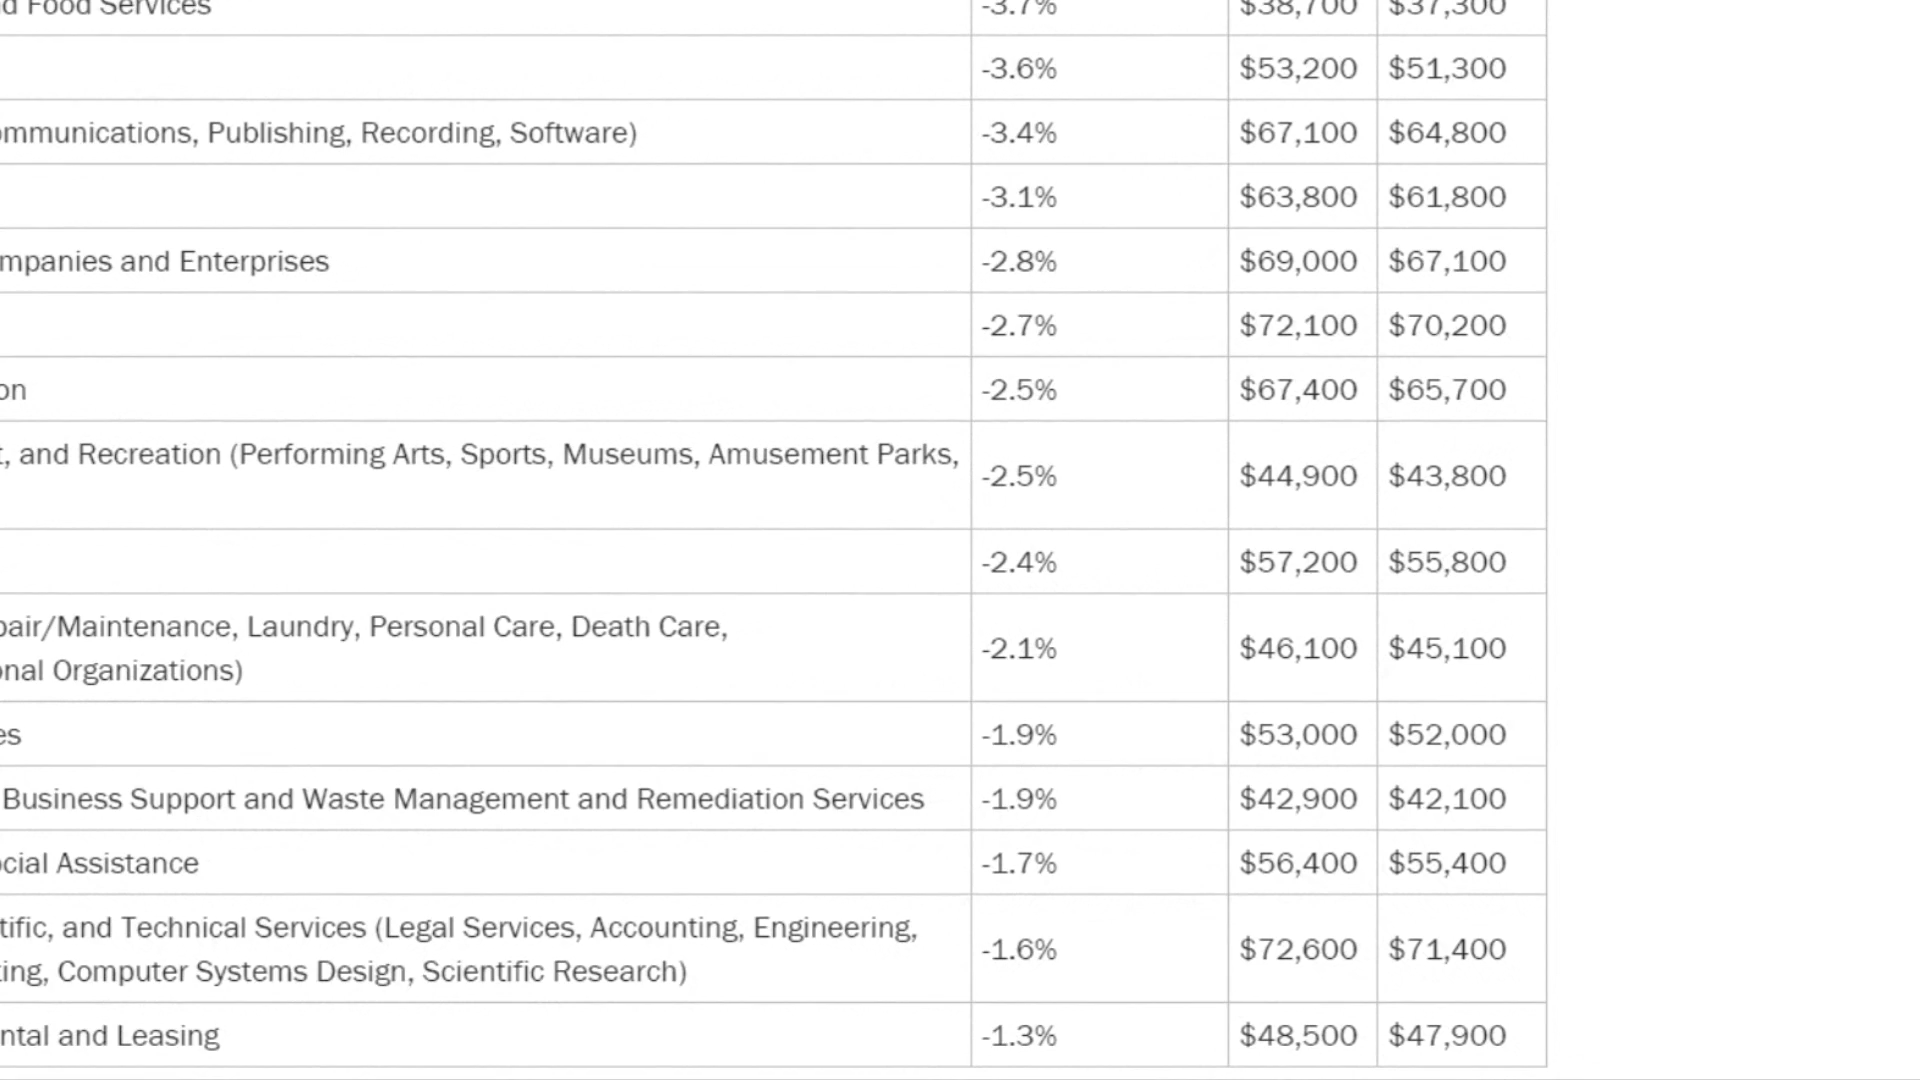 Food Services -3.7% $38,700 $37,300
-3.6% $53,200 $51,300
ommunications, Publishing, Recording, Software) -3.4% $67,100 $64,800
-3.1% $63,800 $61,800
mpanies and Enterprises -2.8% $69,000 $67,100
-2.7% $72,100 $70,200
on -2.5% $67,400 $65,700
, and Recreation (Performing Arts, Sports, Museums, Amusement Parks,
-2.5% $44,900 $43,800
-2.4% $57,200 $55,800
pair/Maintenance, Laundry, Personal Care, Death Care,
onal Organizations) -2.1% $46,100 $45,100
es -1.9% $53,000 $52,000
Business Support and Waste Management and Remediation Services -1.9% $42,900 $42,100
ocial Assistance -1.7% $56,400 $55,400
tific, and Technical Services (Legal Services, Accounting, Engineering,
ting, Computer Systems Design, Scientific Research) -1.6% $72,600 $71,400
ntal and Leasing -1.3% $48,500 $47,900